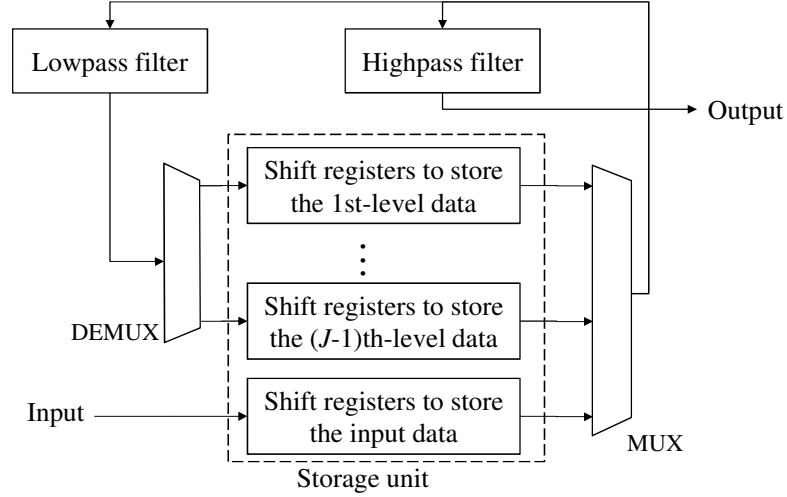 Lowpass filter
Highpass filter
Output
Shift registers to store
the 1st-level data
DEMUX
Shift registers to store
the (J-1)th-level data
Input
Shift registers to store
the input data
MUX
Storage unit